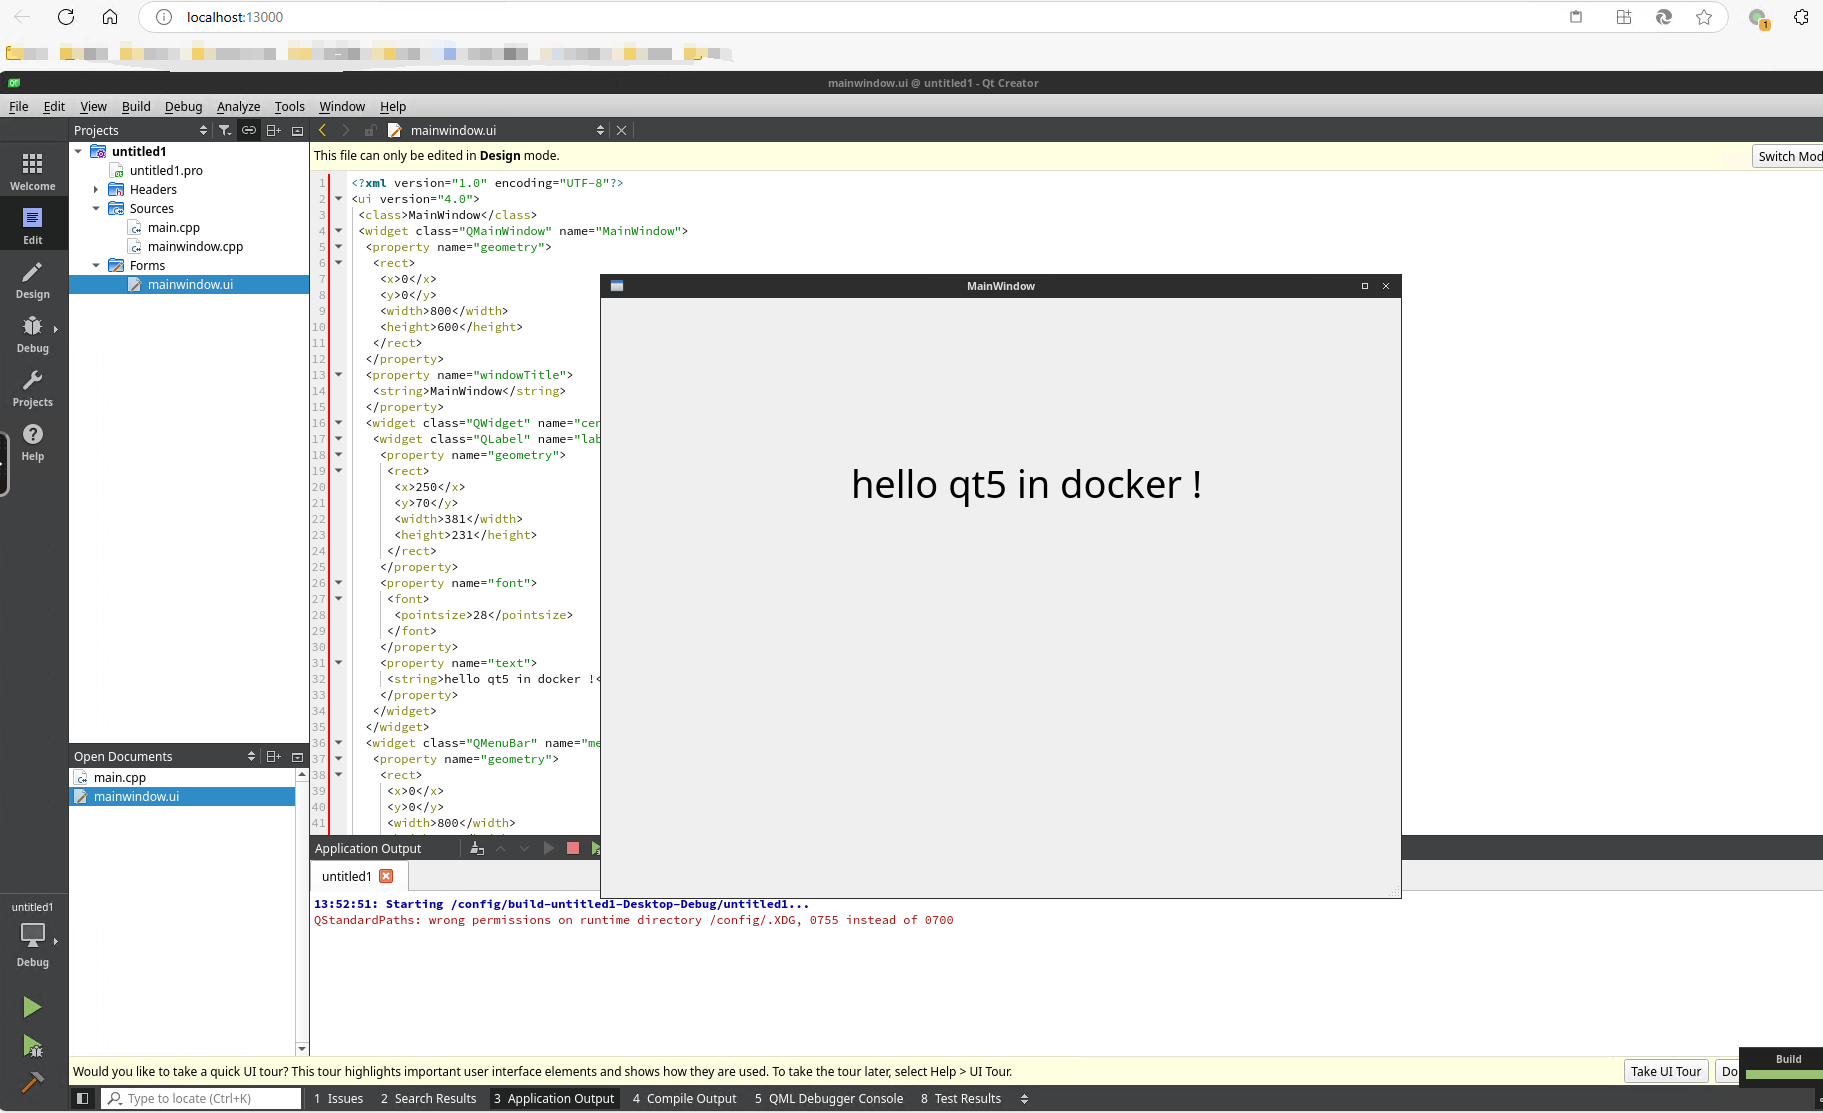 localhost:13000
1
mainwindow.ui @ untitled1 - Qt Creator
File Edit View Build Debug Analyze Tools Window Help
Projects
mainwindow.ui
Welcome
Edit
Design
Debug
Projects
Help
untitled1
untitled1.pro
Headers
Sources
main.cpp
mainwindow.cpp
Forms
mainwindow.ui
This file can only be edited in Design mode.
Switch Mod
1 <?xml version="1.0" encoding="UTF-8"?>
2 <ui version="4.0">
3 <class>MainWindow</class>
4 <widget class="QMainWindow" name="MainWindow">
5 <property name="geometry">
6 <rect>
7 <x>0</x>
8 <y>0</y>
9 <width>800</width>
10 <height>600</height>
11 </rect>
12 </property>
13 <property name="windowTitle">
14 <string>MainWindow</string>
15 </property>
16 <widget class="QWidget" name="cen
17 <widget class="QLabel" name="lab
18 <property name="geometry">
19 <rect>
20 <x>250</x>
21 <y>70</y>
22 <width>381</width>
23 <height>231</height>
24 </rect>
25 </property>
26 <property name="font">
27 <font>
28 <pointsize>28</pointsize>
29 </font>
30 </property>
31 <property name="text">
32 <string>hello qt5 in docker !<
33 </property>
34 </widget>
35 </widget>
36 <widget class="QMenuBar" name="me
37 <property name="geometry">
38 <rect>
39 <x>0</x>
40 <y>0</y>
41 <width>800</width>
MainWindow
hello qt5 in docker !
Open Documents
main.cpp
mainwindow.ui
Application Output
untitled1
13:52:51: Starting /config/build-untitled1-Desktop-Debug/untitled1...
QStandardPaths: wrong permissions on runtime directory /config/.XDG, 0755 instead of 0700
untitled1
Debug
Would you like to take a quick UI tour? This tour highlights important user interface elements and shows how they are used. To take the tour later, select Help > UI Tour.
Take UI Tour
Do
Build
Type to locate (Ctrl+K)
1 Issues 2 Search Results 3 Application Output 4 Compile Output 5 QML Debugger Console 8 Test Results